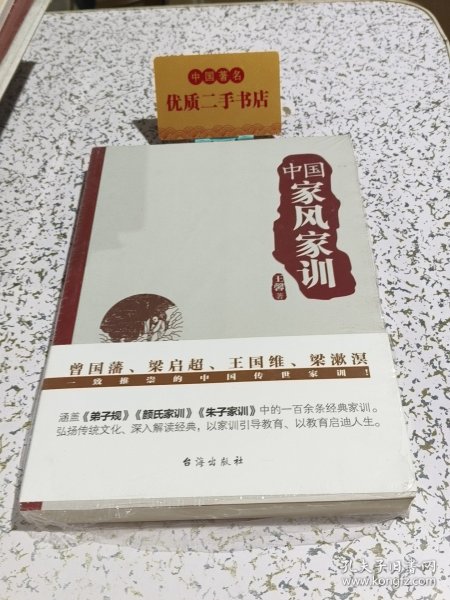 中国著名
优质二手书店
中国
家风家训
王馨 著
曾国藩、梁启超、王国维、梁漱溟
一致推崇的中国传世家训！
涵盖《弟子规》《颜氏家训》《朱子家训》中的一百余条经典家训。
弘扬传统文化、深入解读经典，以家训引导教育、以教育启迪人生。
台海出版社
孔夫子旧书网
www.kongfz.com